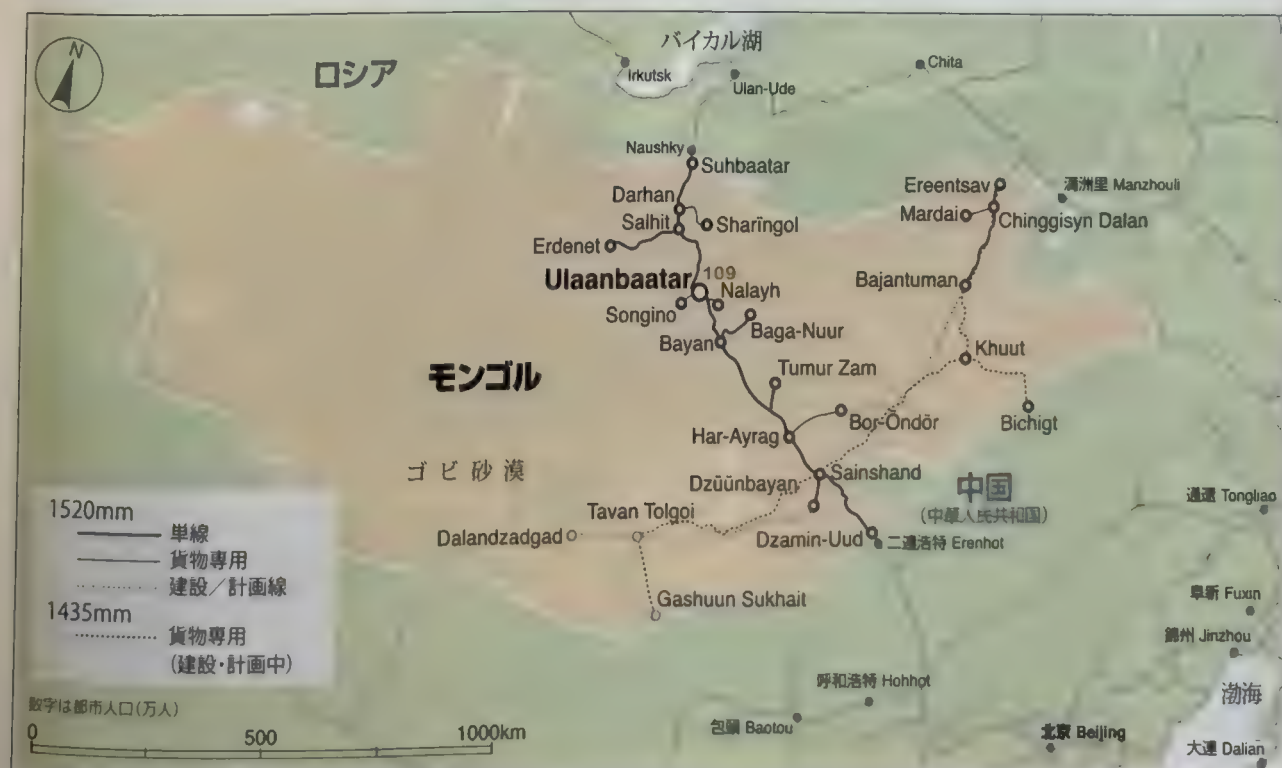 N
ロシア
バイカル湖
Irkutsk
Ulan-Ude
Chita
Naushky
Suhbaatar
Darhan
Salhit
Sharïngol
Erdenet
Ereentsav
満洲里 Manzhouli
Mardai
Chinggisyn Dalan
Ulaanbaatar 109
Nalayh
Songino
Bajantuman
Baga-Nuur
Bayan
Khuut
モンゴル
Tumur Zam
Bor-Öndör
Bichigt
Har-Ayrag
ゴビ砂漠
Sainshand
Dzüünbayan
中国
(中華人民共和国)
通遼 Tongliao
Tavan Tolgoi
Dalandzadgad
Dzamin-Uud
二連浩特 Erenhot
Gashuun Sukhait
阜新 Fuxin
錦州 Jinzhou
呼和浩特 Hohhot
渤海
包頭 Baotou
北京 Beijing
大連 Dalian
1520mm
単線
貨物専用
建設/計画線
1435mm
貨物専用
(建設・計画中)
数字は都市人口(万人)
0 500 1000km